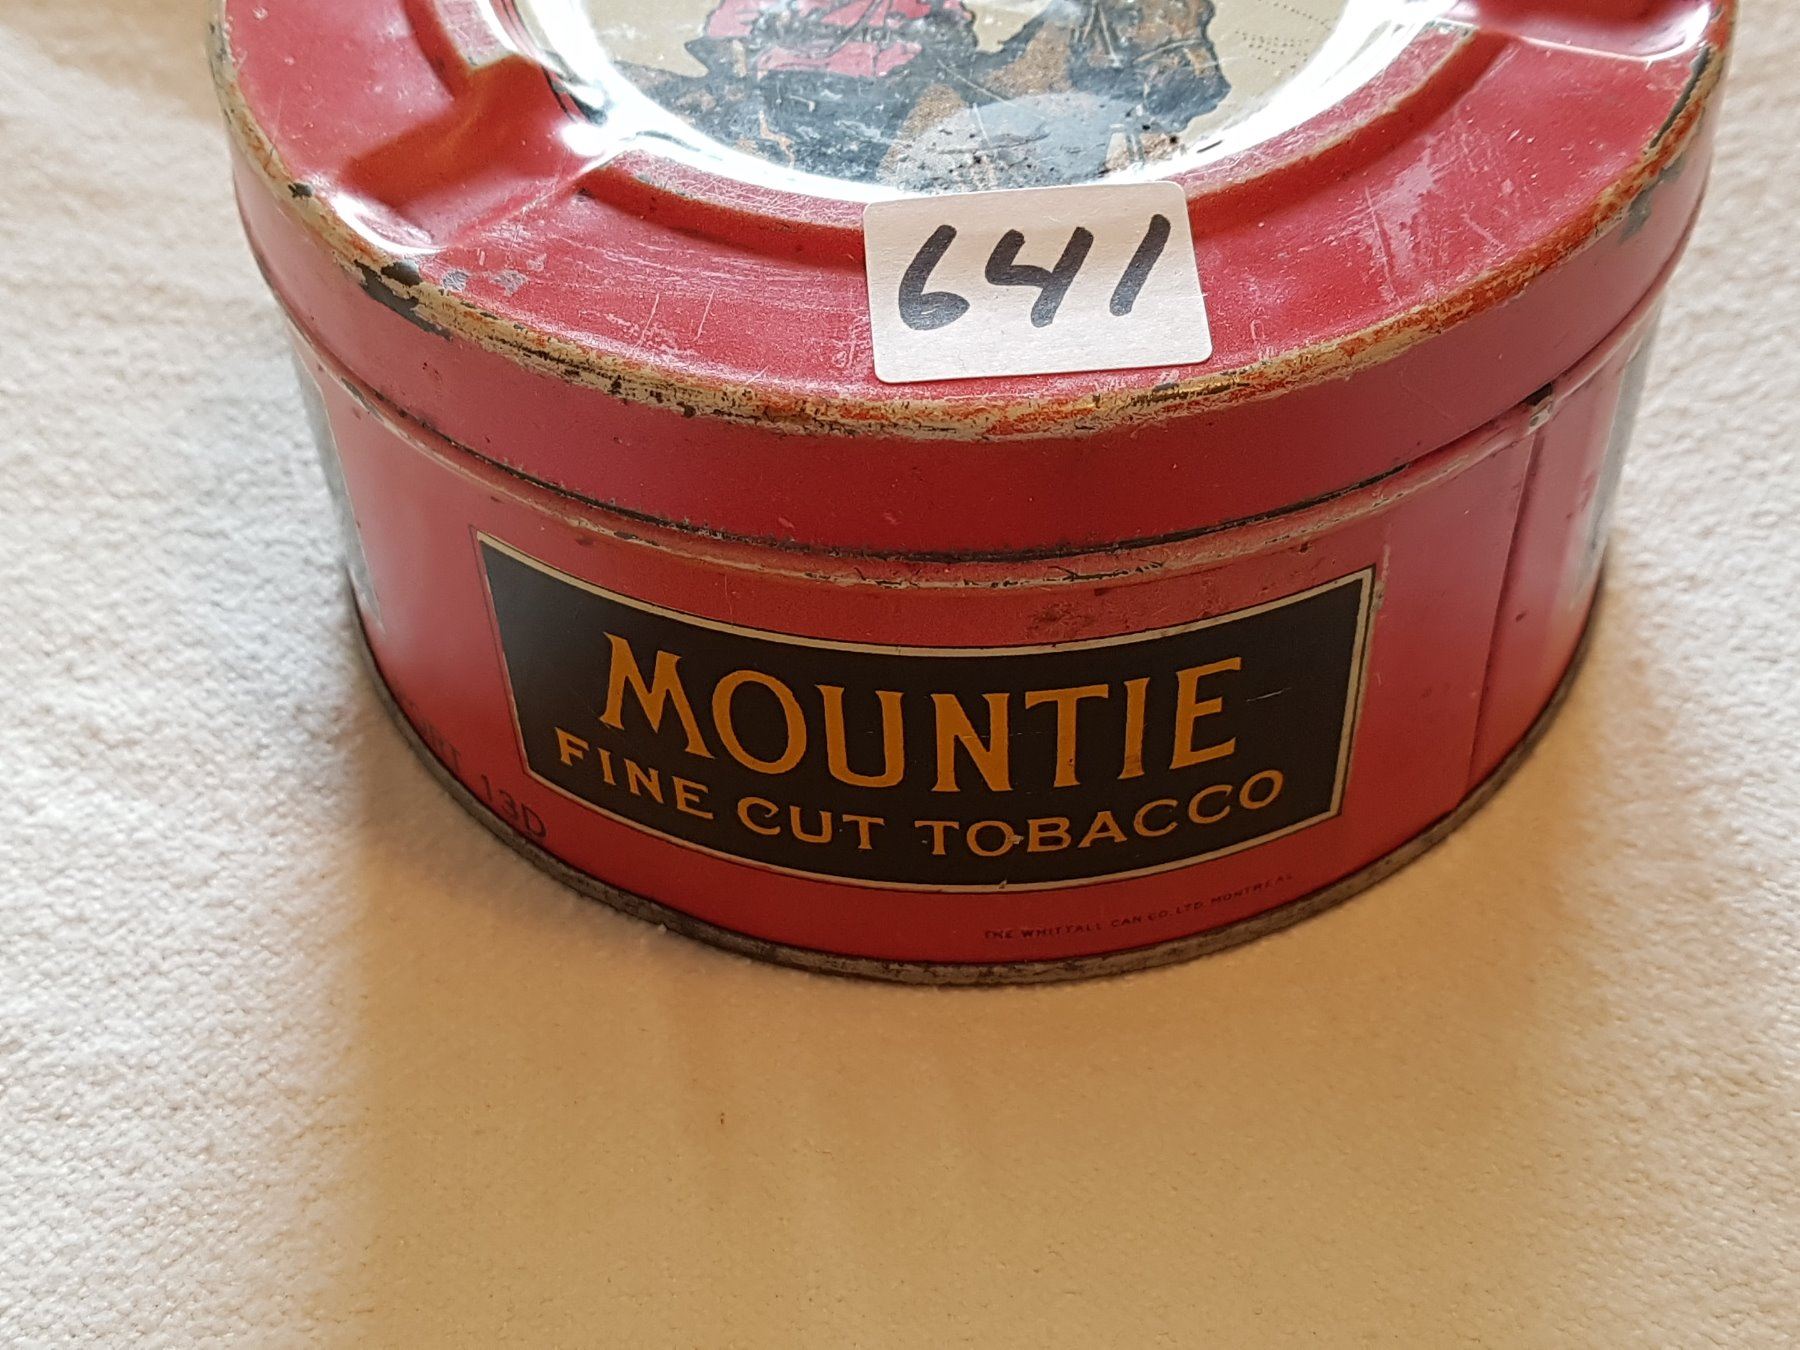 641
MOUNTIE
FINE CUT TOBACCO
13D
THE WHITTALL CAN CO. LTD. MONTREAL